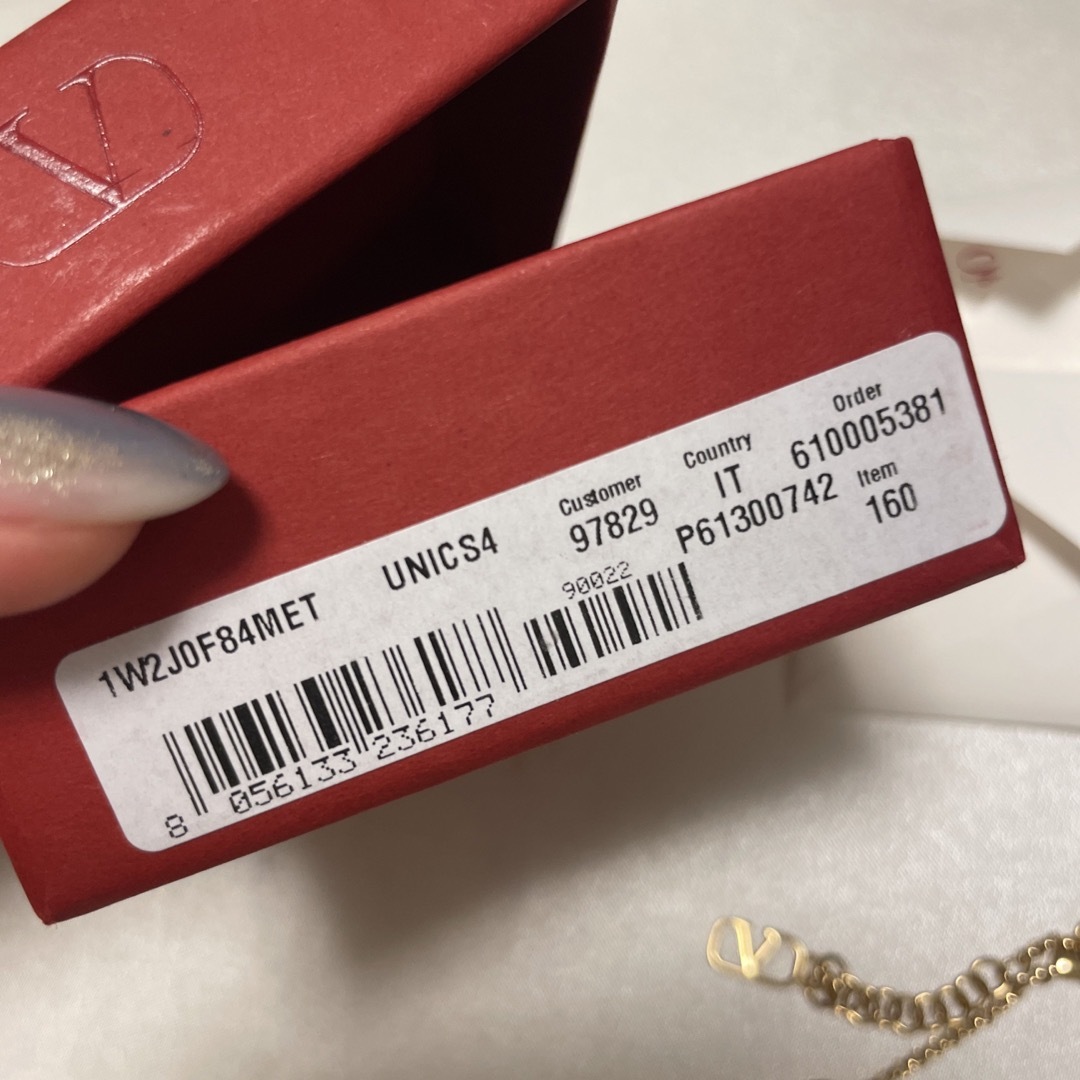 1W2J0F84MET UNICS4
Customer Country Order
97829 IT 610005381
P61300742 Item
160
90022
8 056133 236177
V
V